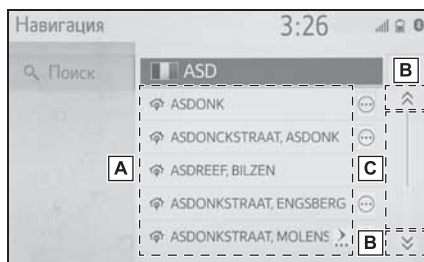 Навигация 3:26
Поиск
ASD
B
ASDONK
ASDONCKSTRAAT, ASDONK
A
ASDREEF, BILZEN
C
ASDONKSTRAAT, ENGSBERG
ASDONKSTRAAT, MOLENS
B